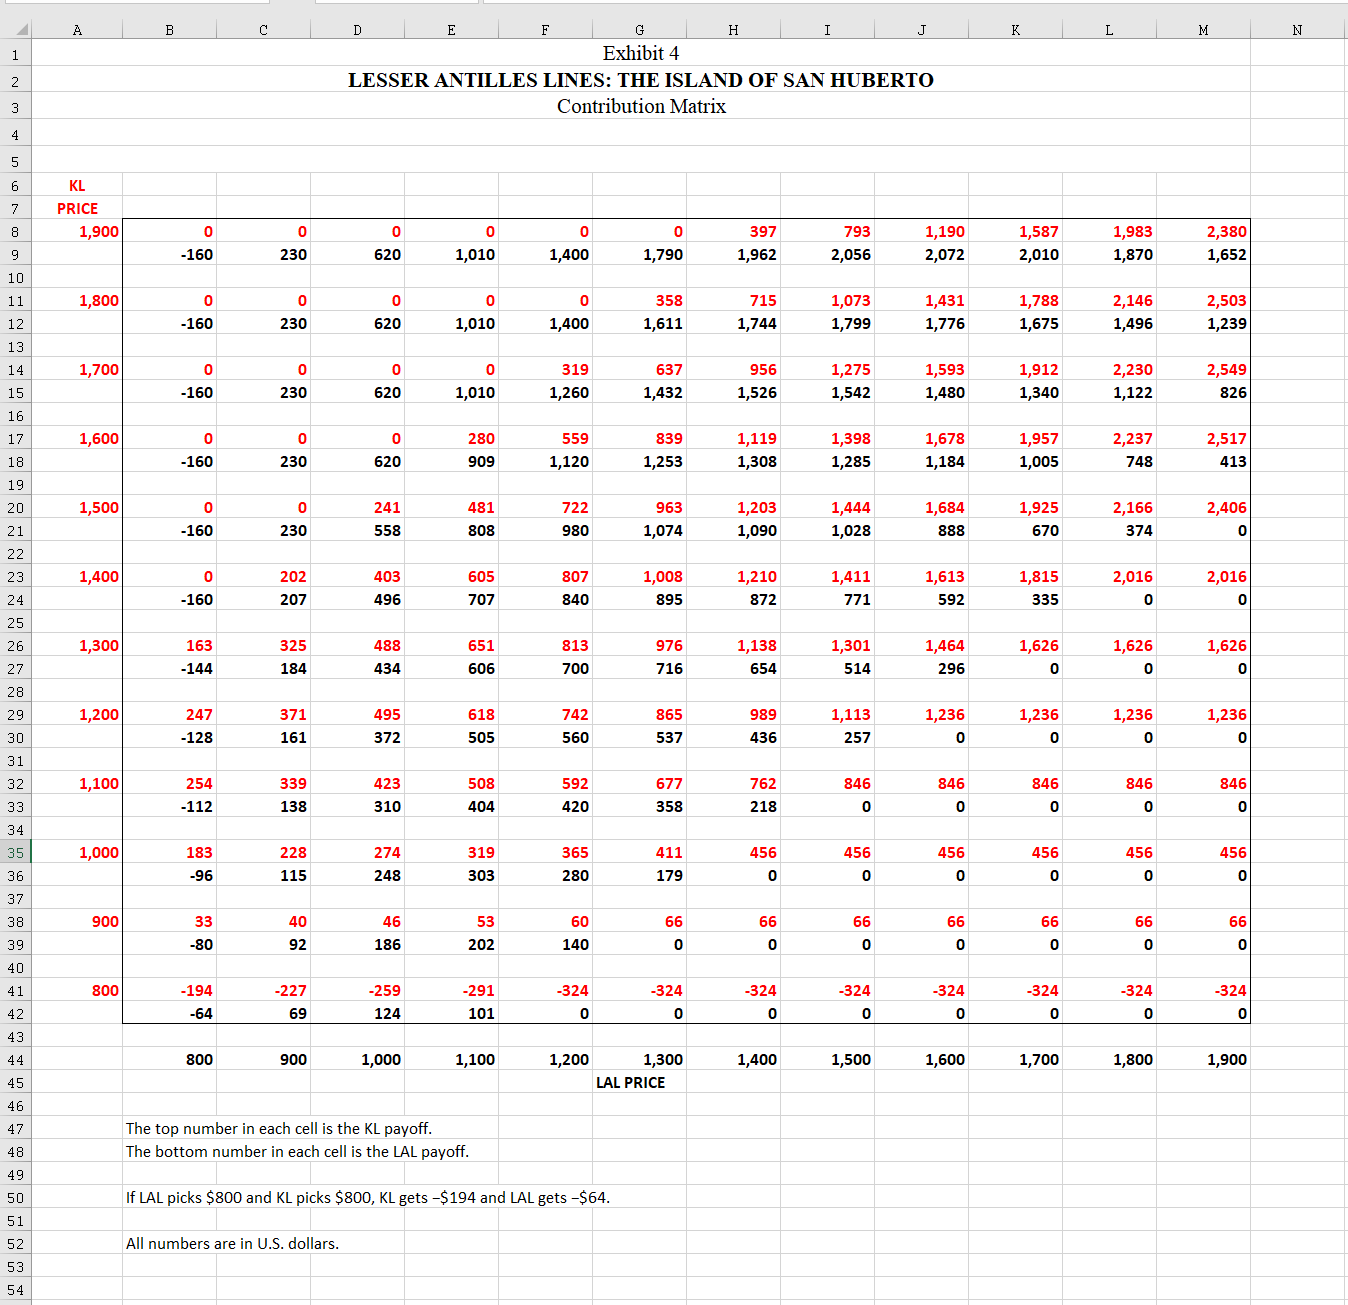 A B C D E F G H I J K L M N
1 Exhibit 4
2 LESSER ANTILLES LINES: THE ISLAND OF SAN HUBERTO
3 Contribution Matrix
4
5
6 KL
7 PRICE
8 1,900 0 0 0 0 0 0 397 793 1,190 1,587 1,983 2,380
9 -160 230 620 1,010 1,400 1,790 1,962 2,056 2,072 2,010 1,870 1,652
10
11 1,800 0 0 0 0 0 358 715 1,073 1,431 1,788 2,146 2,503
12 -160 230 620 1,010 1,400 1,611 1,744 1,799 1,776 1,675 1,496 1,239
13
14 1,700 0 0 0 0 319 637 956 1,275 1,593 1,912 2,230 2,549
15 -160 230 620 1,010 1,260 1,432 1,526 1,542 1,480 1,340 1,122 826
16
17 1,600 0 0 0 280 559 839 1,119 1,398 1,678 1,957 2,237 2,517
18 -160 230 620 909 1,120 1,253 1,308 1,285 1,184 1,005 748 413
19
20 1,500 0 0 241 481 722 963 1,203 1,444 1,684 1,925 2,166 2,406
21 -160 230 558 808 980 1,074 1,090 1,028 888 670 374 0
22
23 1,400 0 202 403 605 807 1,008 1,210 1,411 1,613 1,815 2,016 2,016
24 -160 207 496 707 840 895 872 771 592 335 0 0
25
26 1,300 163 325 488 651 813 976 1,138 1,301 1,464 1,626 1,626 1,626
27 -144 184 434 606 700 716 654 514 296 0 0 0
28
29 1,200 247 371 495 618 742 865 989 1,113 1,236 1,236 1,236 1,236
30 -128 161 372 505 560 537 436 257 0 0 0 0
31
32 1,100 254 339 423 508 592 677 762 846 846 846 846 846
33 -112 138 310 404 420 358 218 0 0 0 0 0
34
35 1,000 183 228 274 319 365 411 456 456 456 456 456 456
36 -96 115 248 303 280 179 0 0 0 0 0 0
37
38 900 33 40 46 53 60 66 66 66 66 66 66 66
39 -80 92 186 202 140 0 0 0 0 0 0 0
40
41 800 -194 -227 -259 -291 -324 -324 -324 -324 -324 -324 -324 -324
42 -64 69 124 101 0 0 0 0 0 0 0 0
43
44 800 900 1,000 1,100 1,200 1,300 1,400 1,500 1,600 1,700 1,800 1,900
45 LAL PRICE
46
47 The top number in each cell is the KL payoff.
48 The bottom number in each cell is the LAL payoff.
49
50 If LAL picks $800 and KL picks $800, KL gets −$194 and LAL gets −$64.
51
52 All numbers are in U.S. dollars.
53
54